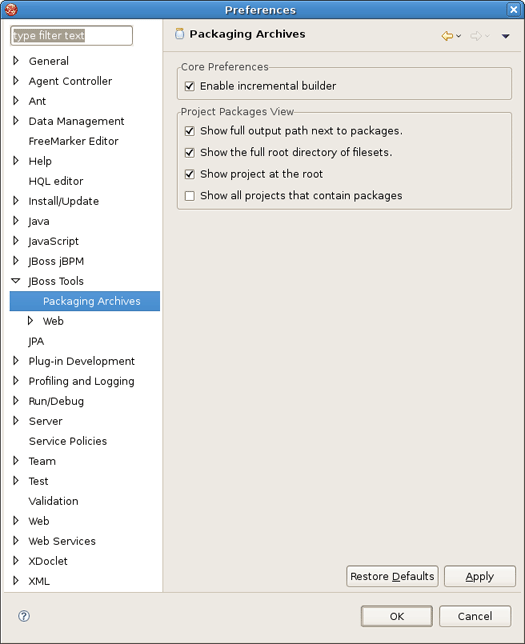 Preferences
type filter text
General
Agent Controller
Ant
Data Management
FreeMarker Editor
Help
HQL editor
Install/Update
Java
JavaScript
JBoss jBPM
JBoss Tools
Packaging Archives
Web
JPA
Plug-in Development
Profiling and Logging
Run/Debug
Server
Service Policies
Team
Test
Validation
Web
Web Services
XDoclet
XML
Packaging Archives
Core Preferences
Enable incremental builder
Project Packages View
Show full output path next to packages.
Show the full root directory of filesets.
Show project at the root
Show all projects that contain packages
Restore Defaults
Apply
?
OK
Cancel